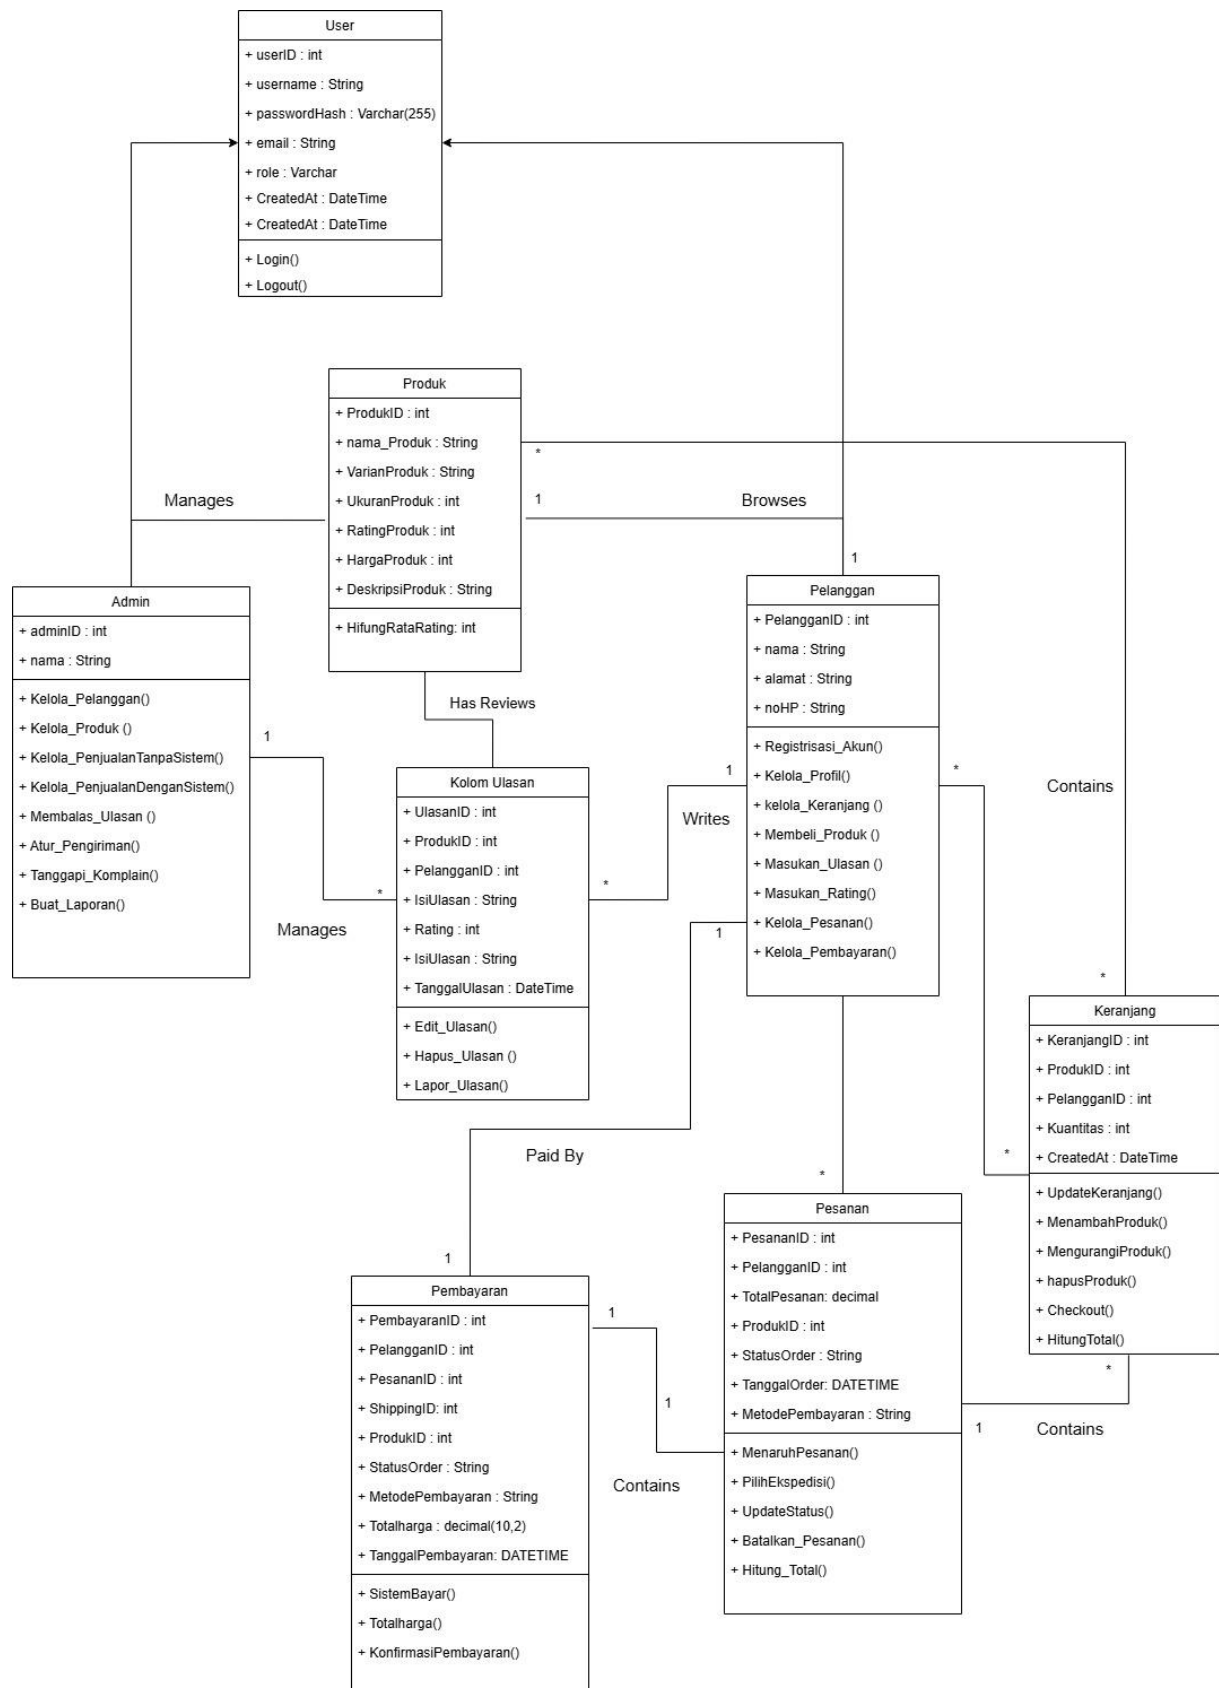 User
+ userID : int
+ username : String
+ passwordHash : Varchar(255)
+ email : String
+ role : Varchar
+ CreatedAt : DateTime
+ CreatedAt : DateTime
+ Login()
+ Logout()
Produk
+ ProdukID : int
+ nama_Produk : String
+ VarianProduk : String
+ UkuranProduk : int
+ RatingProduk : int
+ HargaProduk : int
+ DeskripsiProduk : String
+ HifungRataRating: int
*
1
Manages
Browses
1
Admin
+ adminID : int
+ nama : String
+ Kelola_Pelanggan()
+ Kelola_Produk ()
+ Kelola_PenjualanTanpaSistem()
+ Kelola_PenjualanDenganSistem()
+ Membalas_Ulasan ()
+ Atur_Pengiriman()
+ Tanggapi_Komplain()
+ Buat_Laporan()
1
*
Manages
Has Reviews
Kolom Ulasan
+ UlasanID : int
+ ProdukID : int
+ PelangganID : int
+ IsiUlasan : String
+ Rating : int
+ IsiUlasan : String
+ TanggalUlasan : DateTime
+ Edit_Ulasan()
+ Hapus_Ulasan ()
+ Lapor_Ulasan()
1
Writes
*
1
Pelanggan
+ PelangganID : int
+ nama : String
+ alamat : String
+ noHP : String
+ Registrisasi_Akun()
+ Kelola_Profil()
+ kelola_Keranjang ()
+ Membeli_Produk ()
+ Masukan_Ulasan ()
+ Masukan_Rating()
+ Kelola_Pesanan()
+ Kelola_Pembayaran()
*
Contains
*
Keranjang
+ KeranjangID : int
+ ProdukID : int
+ PelangganID : int
+ Kuantitas : int
+ CreatedAt : DateTime
+ UpdateKeranjang()
+ MenambahProduk()
+ MengurangiProduk()
+ hapusProduk()
+ Checkout()
+ HitungTotal()
*
*
Paid By
*
1
Pesanan
+ PesananID : int
+ PelangganID : int
+ TotalPesanan: decimal
+ ProdukID : int
+ StatusOrder : String
+ TanggalOrder: DATETIME
+ MetodePembayaran : String
+ MenaruhPesanan()
+ PilihEkspedisi()
+ UpdateStatus()
+ Batalkan_Pesanan()
+ Hitung_Total()
1
Contains
Pembayaran
+ PembayaranID : int
+ PelangganID : int
+ PesananID : int
+ ShippingID: int
+ ProdukID : int
+ StatusOrder : String
+ MetodePembayaran : String
+ Totalharga : decimal(10,2)
+ TanggalPembayaran: DATETIME
+ SistemBayar()
+ Totalharga()
+ KonfirmasiPembayaran()
1
1
Contains